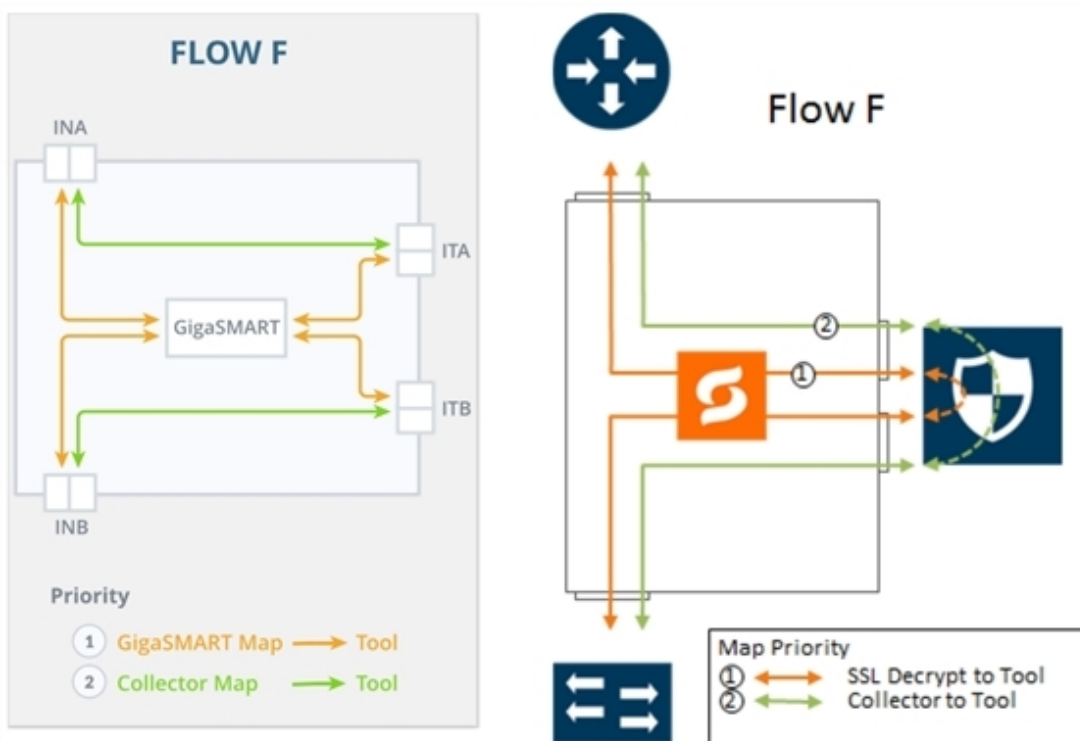 FLOW F
INA
ITA
GigaSMART
ITB
INB
Priority
1 GigaSMART Map Tool
2 Collector Map Tool
Flow F
2
1
Map Priority
1 SSL Decrypt to Tool
2 Collector to Tool